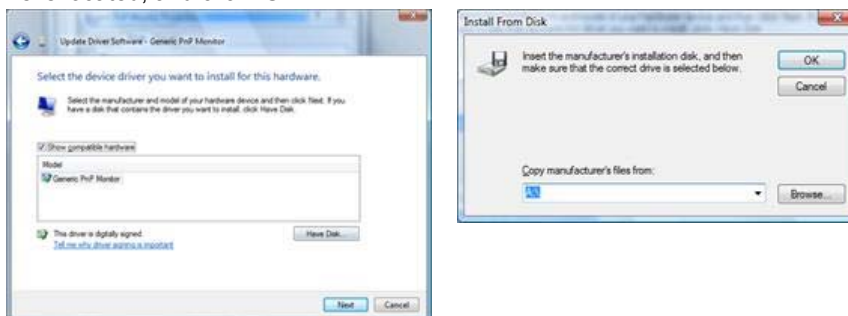 Update Driver Software - Generic PnP Monitor
Select the device driver you want to install for this hardware.
Select the manufacturer and model of your hardware device and then click Next. If you
have a disk that contains the driver you want to install, click Have Disk.
Show compatible hardware
Model
Generic PnP Monitor
This driver is digitally signed.
Tell me why driver signing is important
Have Disk...
Next
Cancel
Install From Disk
Insert the manufacturer's installation disk, and then
make sure that the correct drive is selected below.
OK
Cancel
Copy manufacturer's files from:
A:\
Browse...